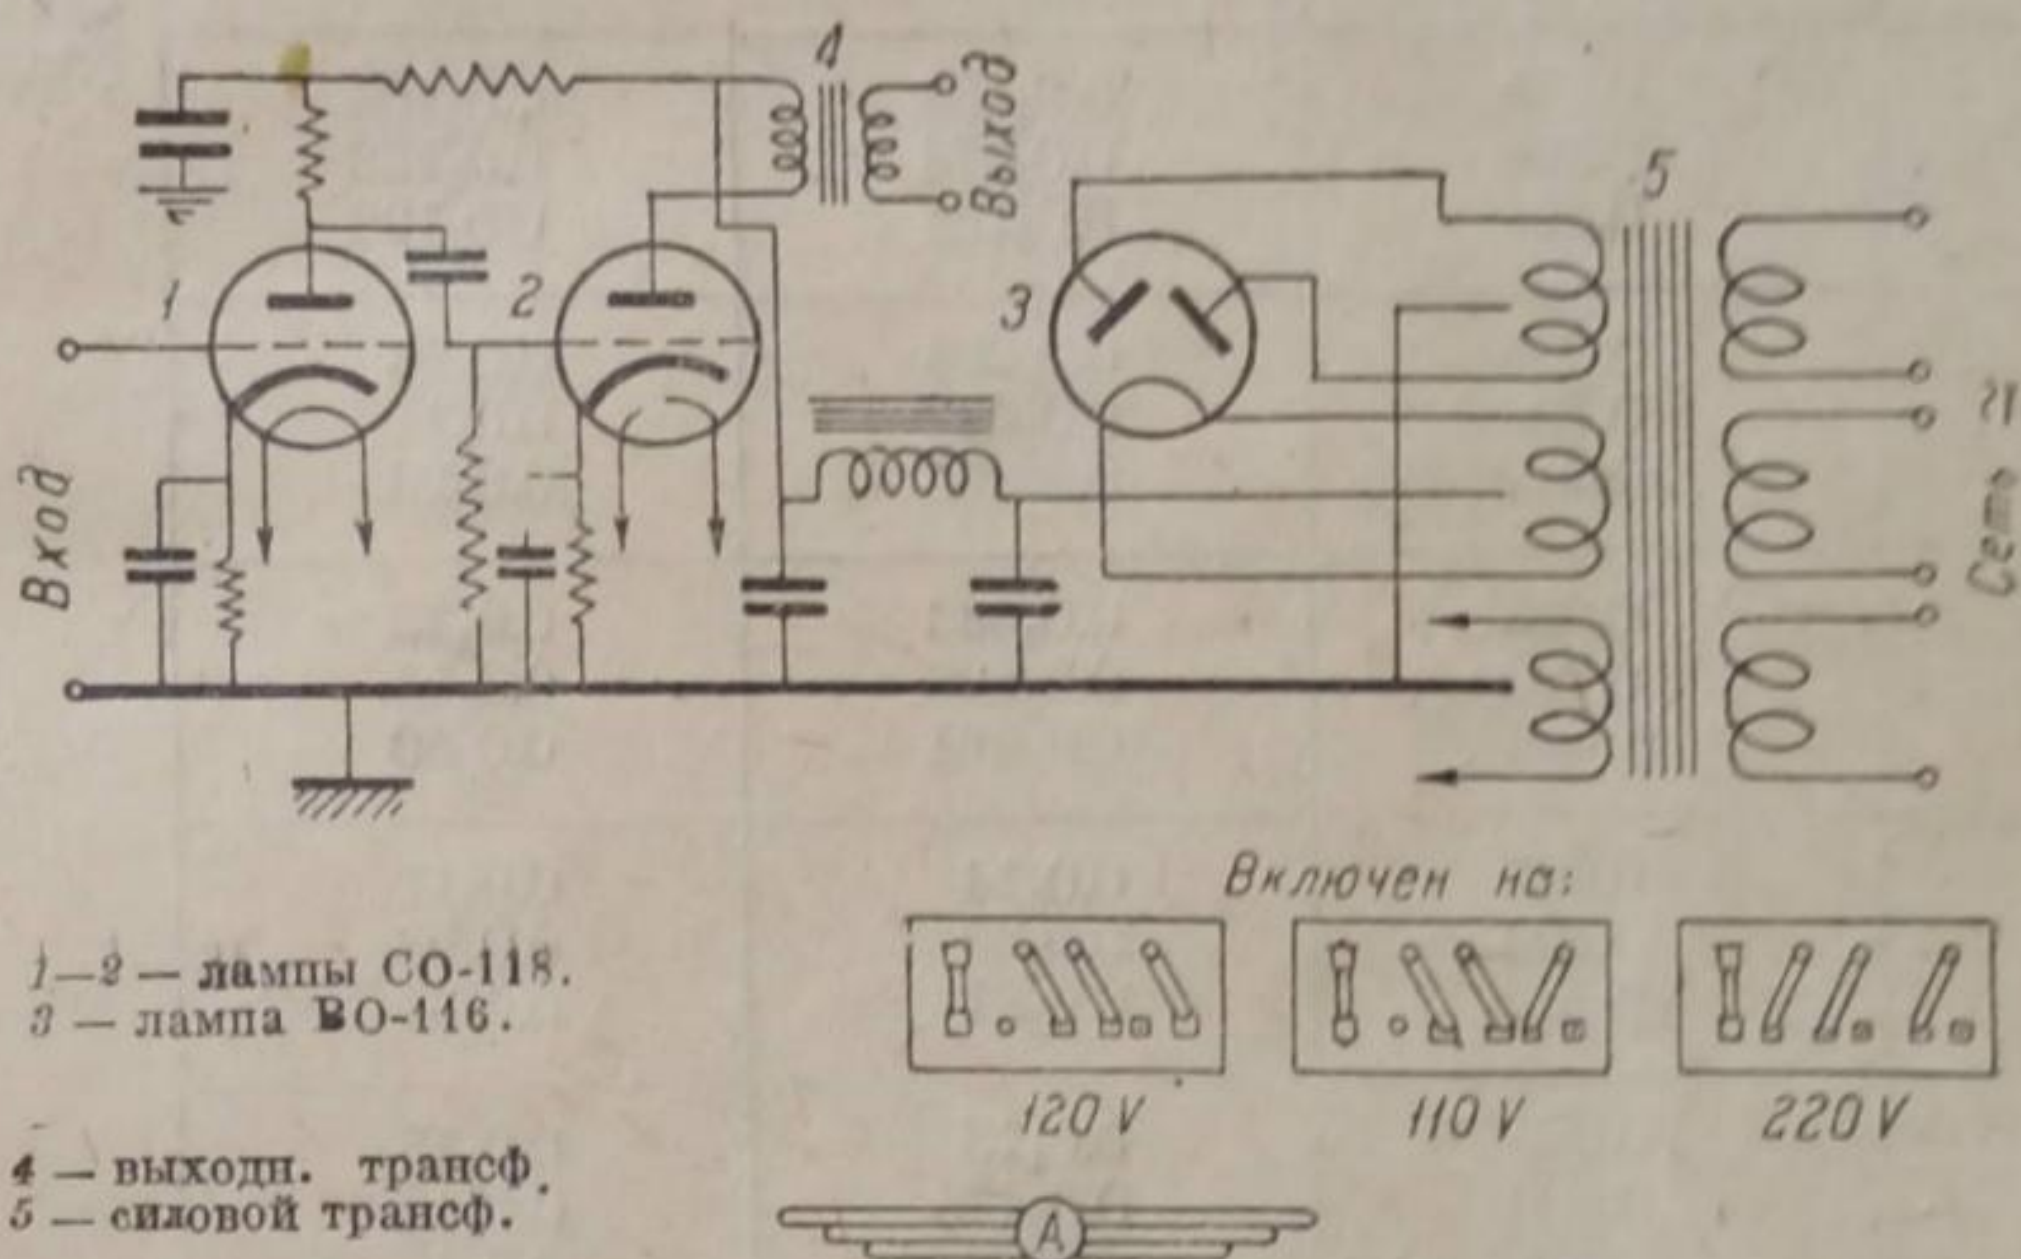 4
Выход
5
1
2
3
Вход
Сеть ≈
Включен на:
1—2 — лампы СО-118.
3 — лампа ВО-116.
120 V
110 V
220 V
4 — выходн. трансф.
5 — силовой трансф.
А